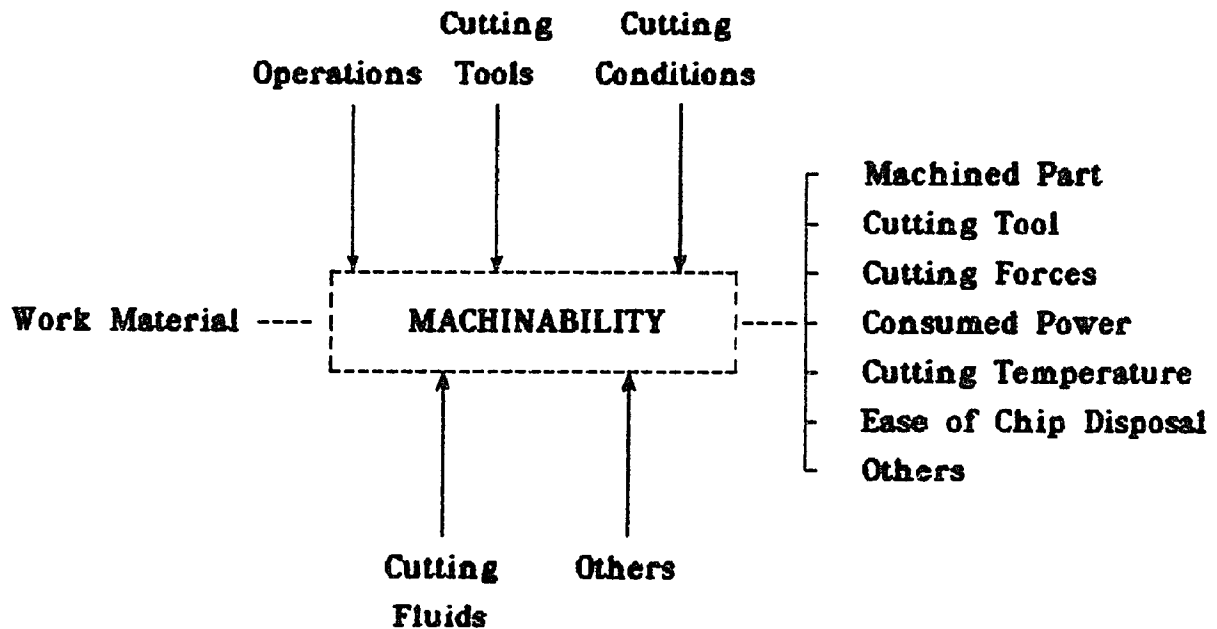 Cutting Cutting
Operations Tools Conditions
Machined Part
Cutting Tool
Cutting Forces
Work Material MACHINABILITY Consumed Power
Cutting Temperature
Ease of Chip Disposal
Others
Cutting Others
Fluids